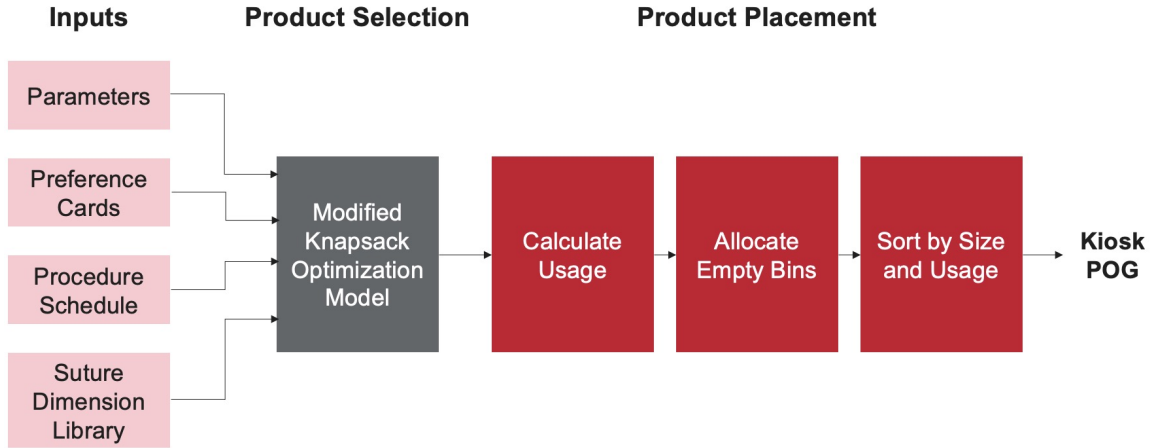 Inputs
Product Selection
Product Placement
Parameters
Preference
Cards
Procedure
Schedule
Suture
Dimension
Library
Modified
Knapsack
Optimization
Model
Calculate
Usage
Allocate
Empty Bins
Sort by Size
and Usage
Kiosk
POG